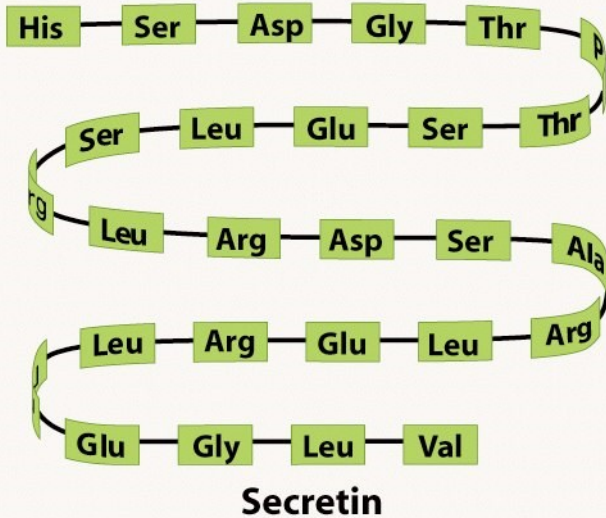 His Ser Asp Gly Thr
Ser Leu Glu Ser Thr
Leu Arg Asp Ser Ala
Leu Arg Glu Leu Arg
Glu Gly Leu Val
Secretin